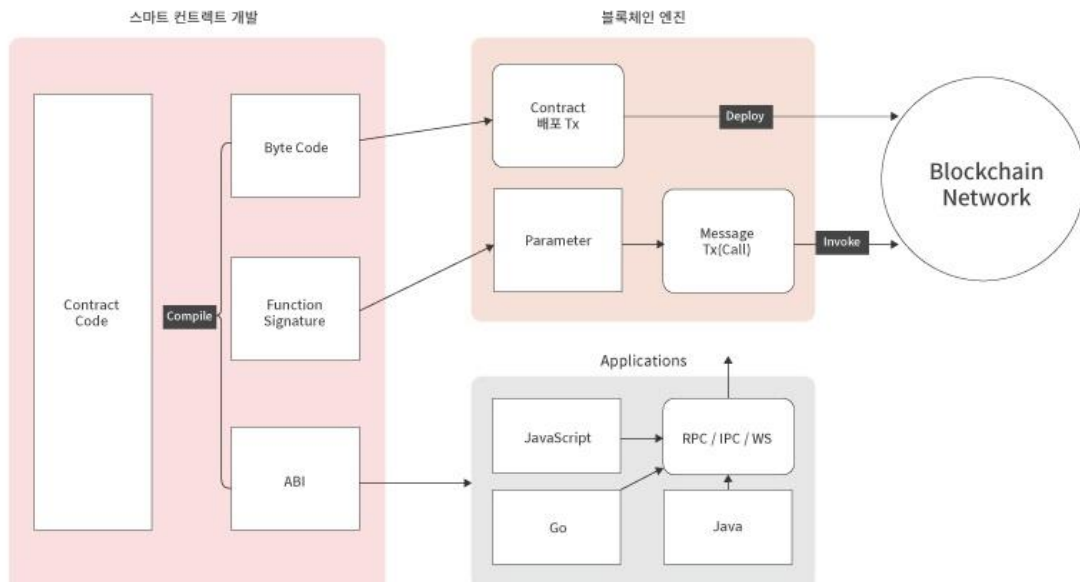 스마트 컨트렉트 개발
블록체인 엔진
Contract
Code
Compile
Byte Code
Function
Signature
ABI
Contract
배포 Tx
Deploy
Parameter
Message
Tx(Call)
Invoke
Blockchain
Network
Applications
JavaScript
RPC / IPC / WS
Go
Java